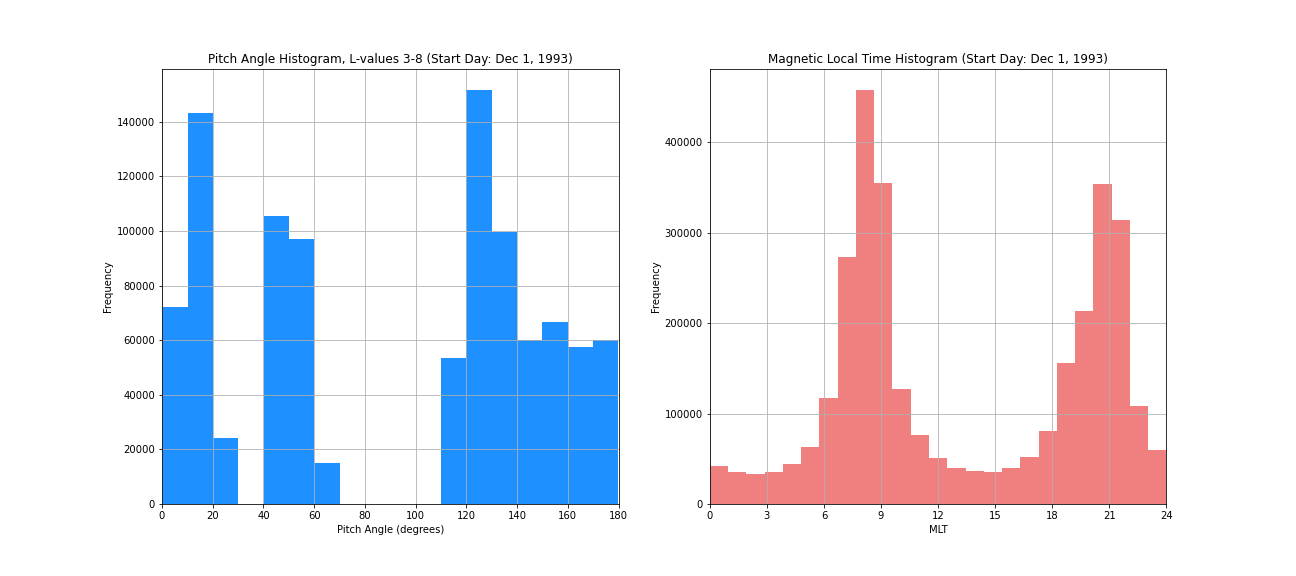 Pitch Angle Histogram, L-values 3-8 (Start Day: Dec 1, 1993)
Frequency
140000
120000
100000
80000
60000
40000
20000
0
0 20 40 60 80 100 120 140 160 180
Pitch Angle (degrees)
Magnetic Local Time Histogram (Start Day: Dec 1, 1993)
Frequency
400000
300000
200000
100000
0
0 3 6 9 12 15 18 21 24
MLT